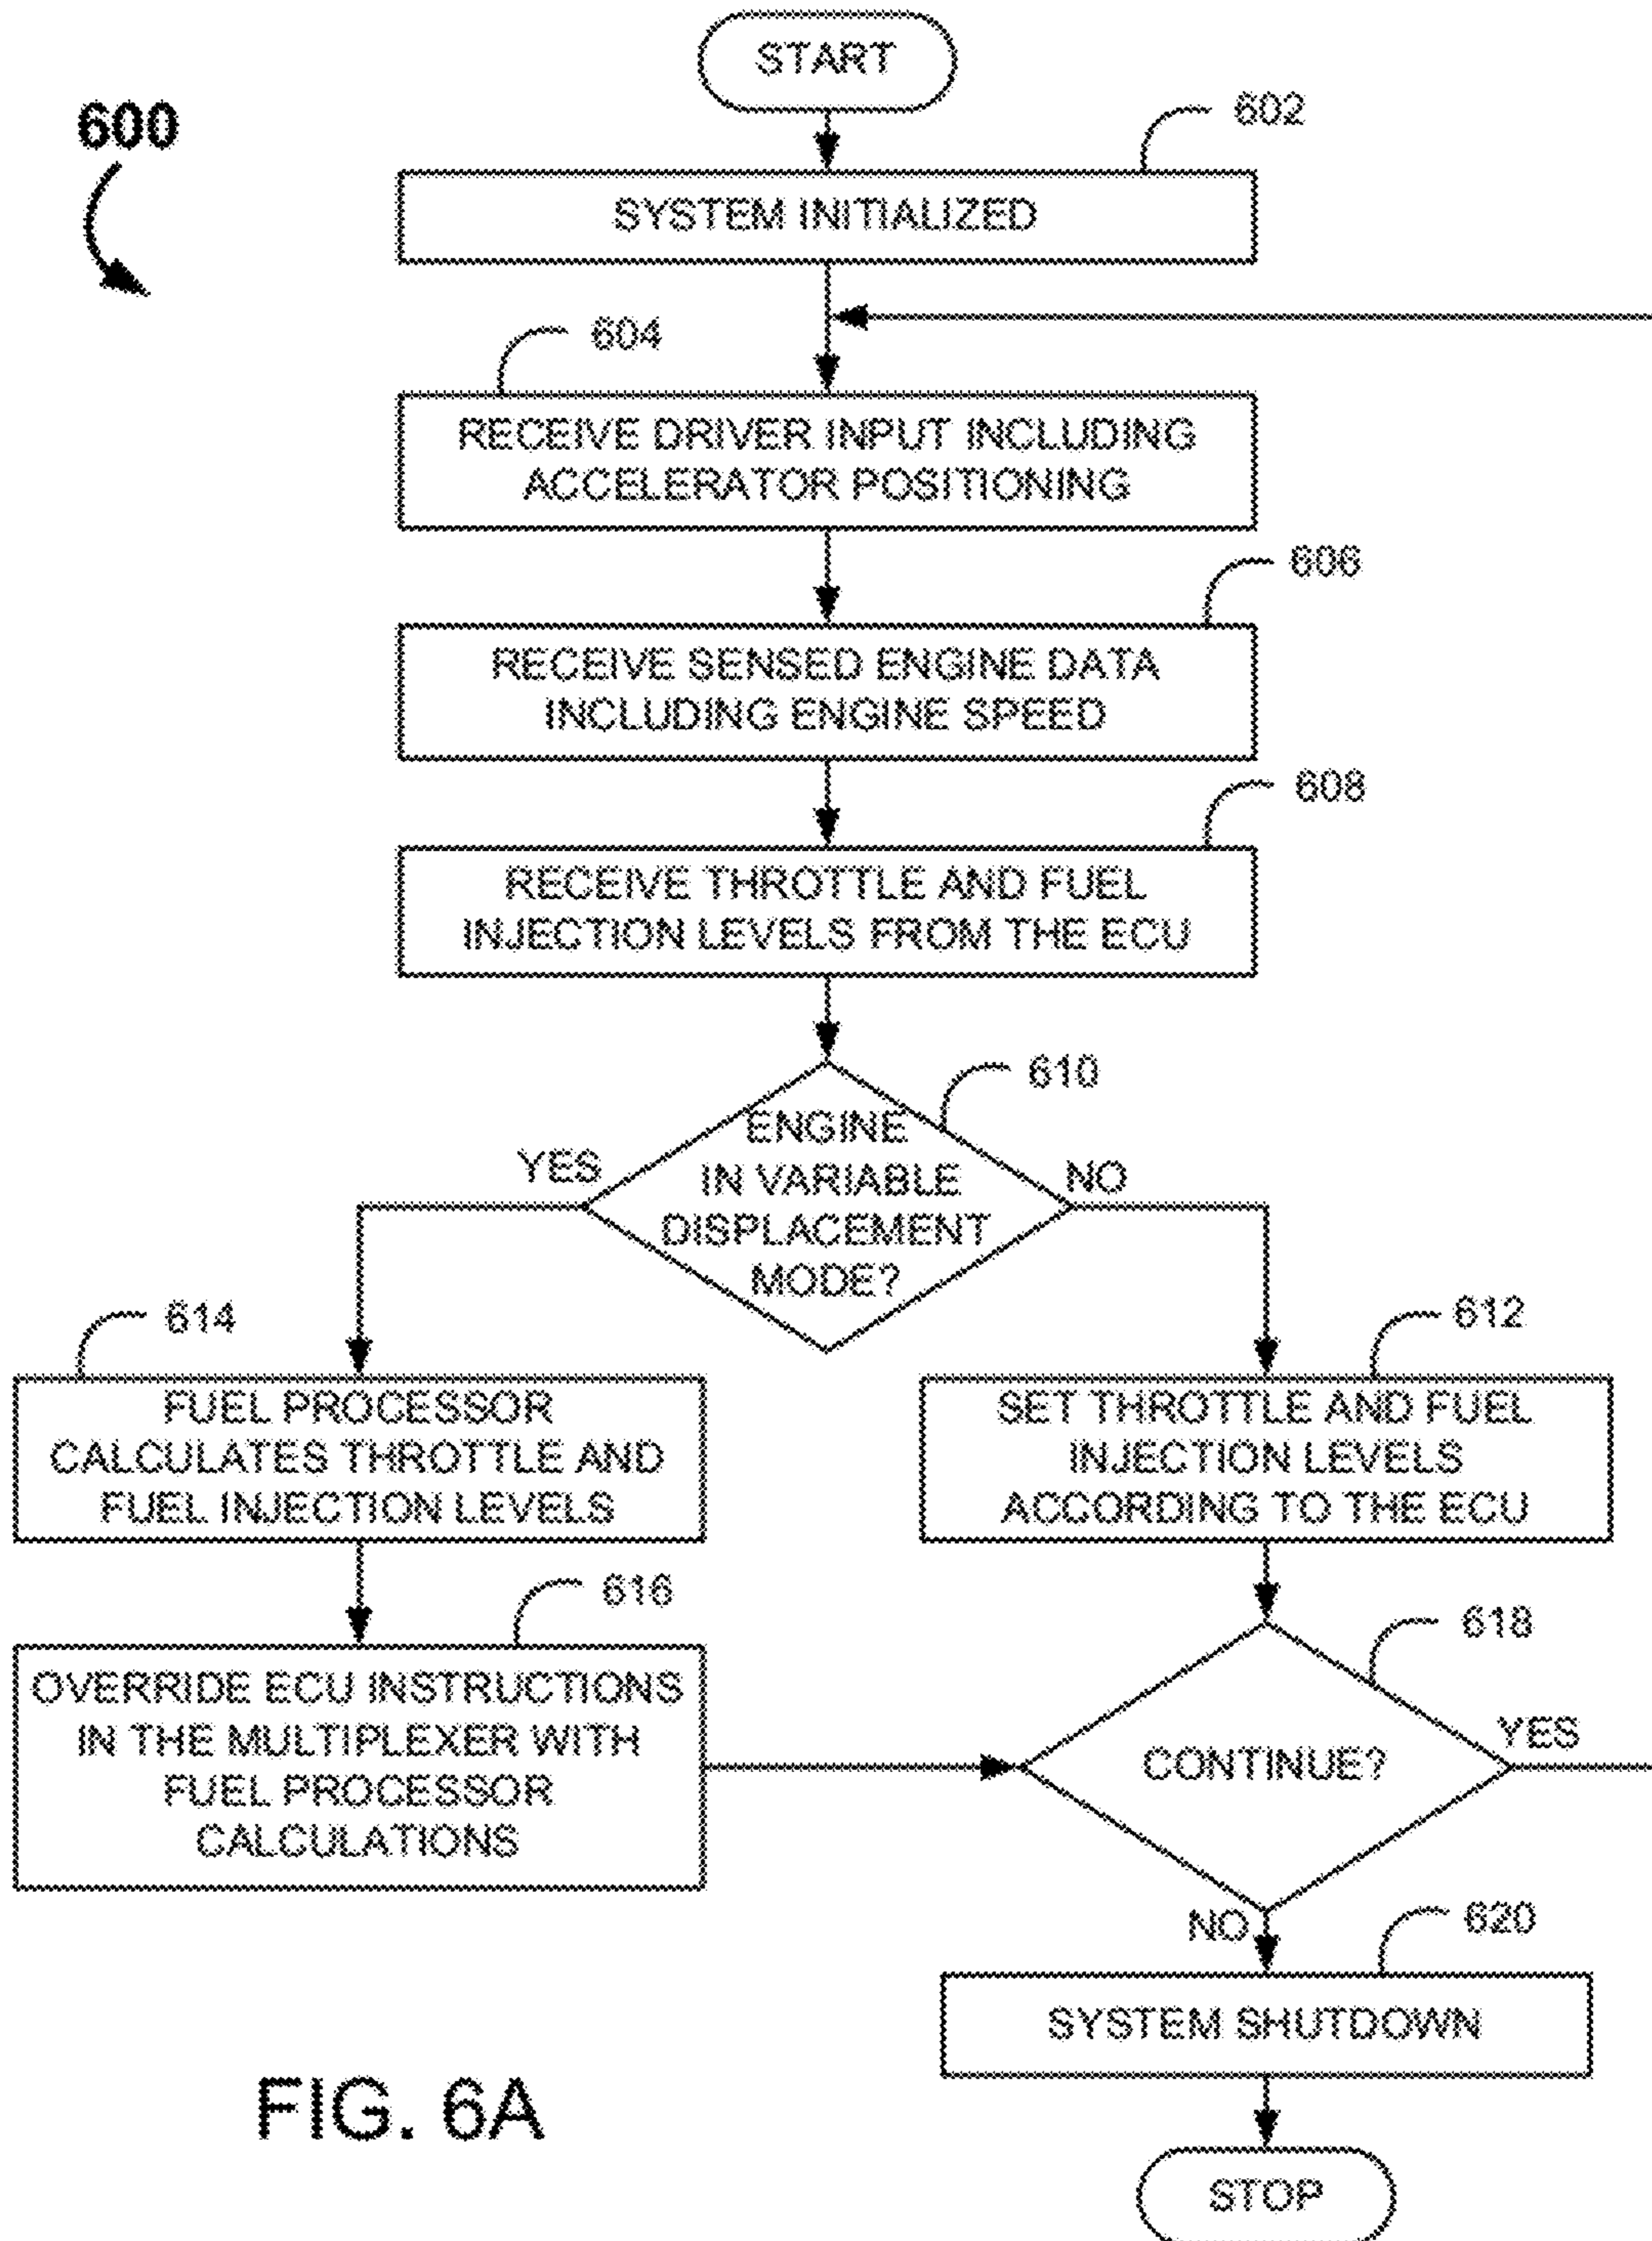 START
600
602
SYSTEM INITIALIZED
604
RECEIVE DRIVER INPUT INCLUDING
ACCELERATOR POSITIONING
606
RECEIVE SENSED ENGINE DATA
INCLUDING ENGINE SPEED
608
RECEIVE THROTTLE AND FUEL
INJECTION LEVELS FROM THE ECU
610
ENGINE
IN VARIABLE
DISPLACEMENT
MODE?
YES
NO
614
FUEL PROCESSOR
CALCULATES THROTTLE AND
FUEL INJECTION LEVELS
612
SET THROTTLE AND FUEL
INJECTION LEVELS
ACCORDING TO THE ECU
616
OVERRIDE ECU INSTRUCTIONS
IN THE MULTIPLEXER WITH
FUEL PROCESSOR
CALCULATIONS
618
CONTINUE?
YES
NO
620
SYSTEM SHUTDOWN
STOP
FIG. 6A